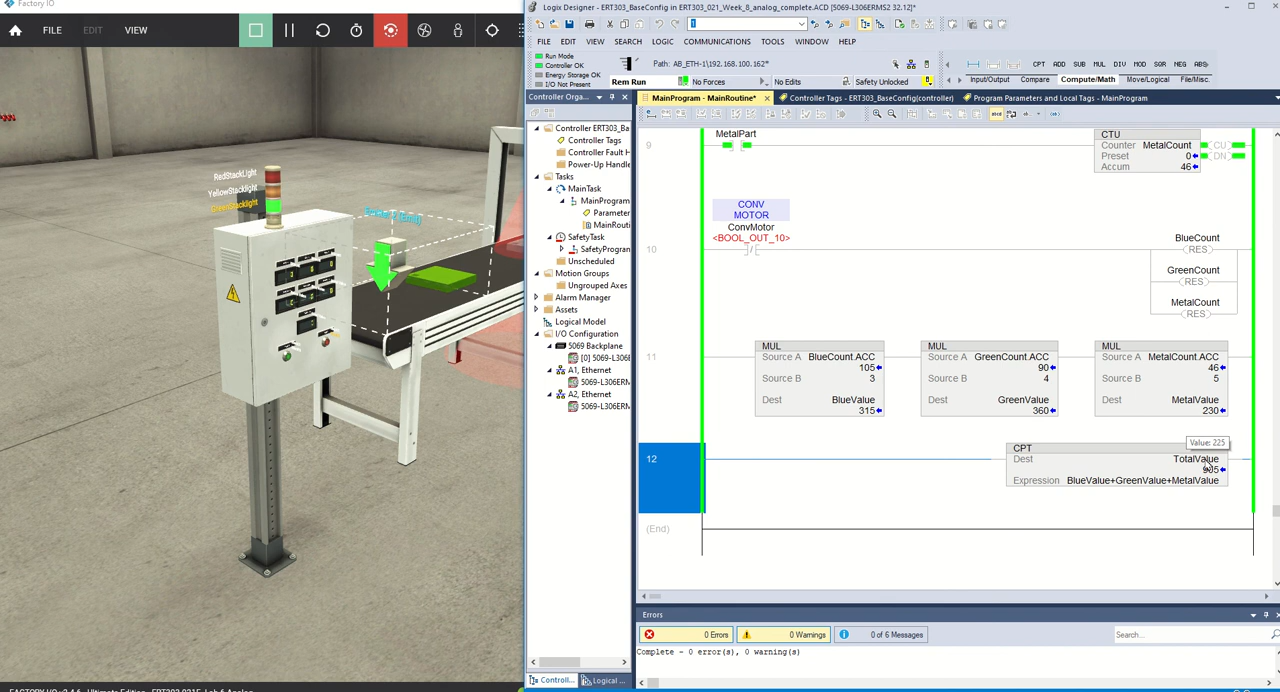 Factory IO
FILE EDIT VIEW
RedStackLight
YellowStacklight
GreenStacklight
Logix Designer - ERT303_BaseConfig in ERT303_021_Week_8_analog_complete.ACD [5069-L306ERMS2 32.12]*
FILE EDIT VIEW SEARCH LOGIC COMMUNICATIONS TOOLS WINDOW HELP
Run Mode
Controller OK
Energy Storage OK
I/O Not Present
Path: AB_ETH-1\192.168.100.162*
Rem Run
No Forces
No Edits
Safety Unlocked
CPT ADD SUB MUL DIV MOD SQR NEG ABS
Input/Output Compare Compute/Math Move/Logical File/Misc.
Controller Orga...
MainProgram - MainRoutine*
Controller Tags - ERT303_BaseConfig(controller)
Program Parameters and Local Tags - MainProgram
Controller ERT303_Ba
Controller Tags
Controller Fault H
Power-Up Handle
Tasks
MainTask
MainProgram
Parameter
MainRouti
SafetyTask
SafetyProgran
Unscheduled
Motion Groups
Ungrouped Axes
Alarm Manager
Assets
Logical Model
I/O Configuration
5069 Backplane
[0] 5069-L306E
A1, Ethernet
5069-L306ERM
A2, Ethernet
5069-L306ERM
Controll...
Logical ...
9
MetalPart
CTU
Counter MetalCount
Preset 0
Accum 46
CU
DN
10
CONV
MOTOR
ConvMotor
<BOOL_OUT_10>
BlueCount
RES
GreenCount
RES
MetalCount
RES
11
MUL
Source A BlueCount.ACC
105
Source B 3
Dest BlueValue
315
MUL
Source A GreenCount.ACC
90
Source B 4
Dest GreenValue
360
MUL
Source A MetalCount.ACC
46
Source B 5
Dest MetalValue
230
Value: 225
12
CPT
Dest TotalValue
Expression BlueValue+GreenValue+MetalValue
(End)
Errors
0 Errors
0 Warnings
0 of 6 Messages
Search...
Complete - 0 error(s), 0 warning(s)